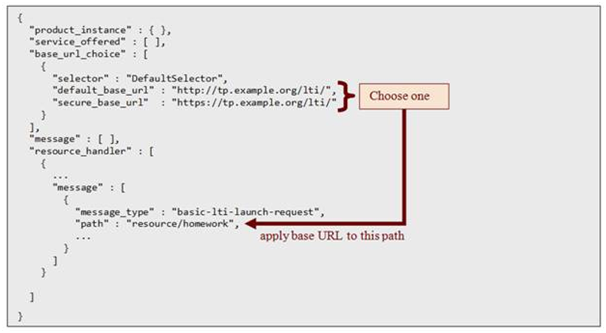 {
"product_instance" : { },
"service_offered" : [ ],
"base_url_choice" : [
{
"selector" : "DefaultSelector",
"default_base_url" : "http://tp.example.org/lti/",
"secure_base_url" : "https://tp.example.org/lti/"
Choose one
}
],
"message" : [ ],
"resource_handler" : [
{
...
"message" : [
{
"message_type" : "basic-lti-launch-request",
"path" : "resource/homework",
apply base URL to this path
...
}
]
}
]
}